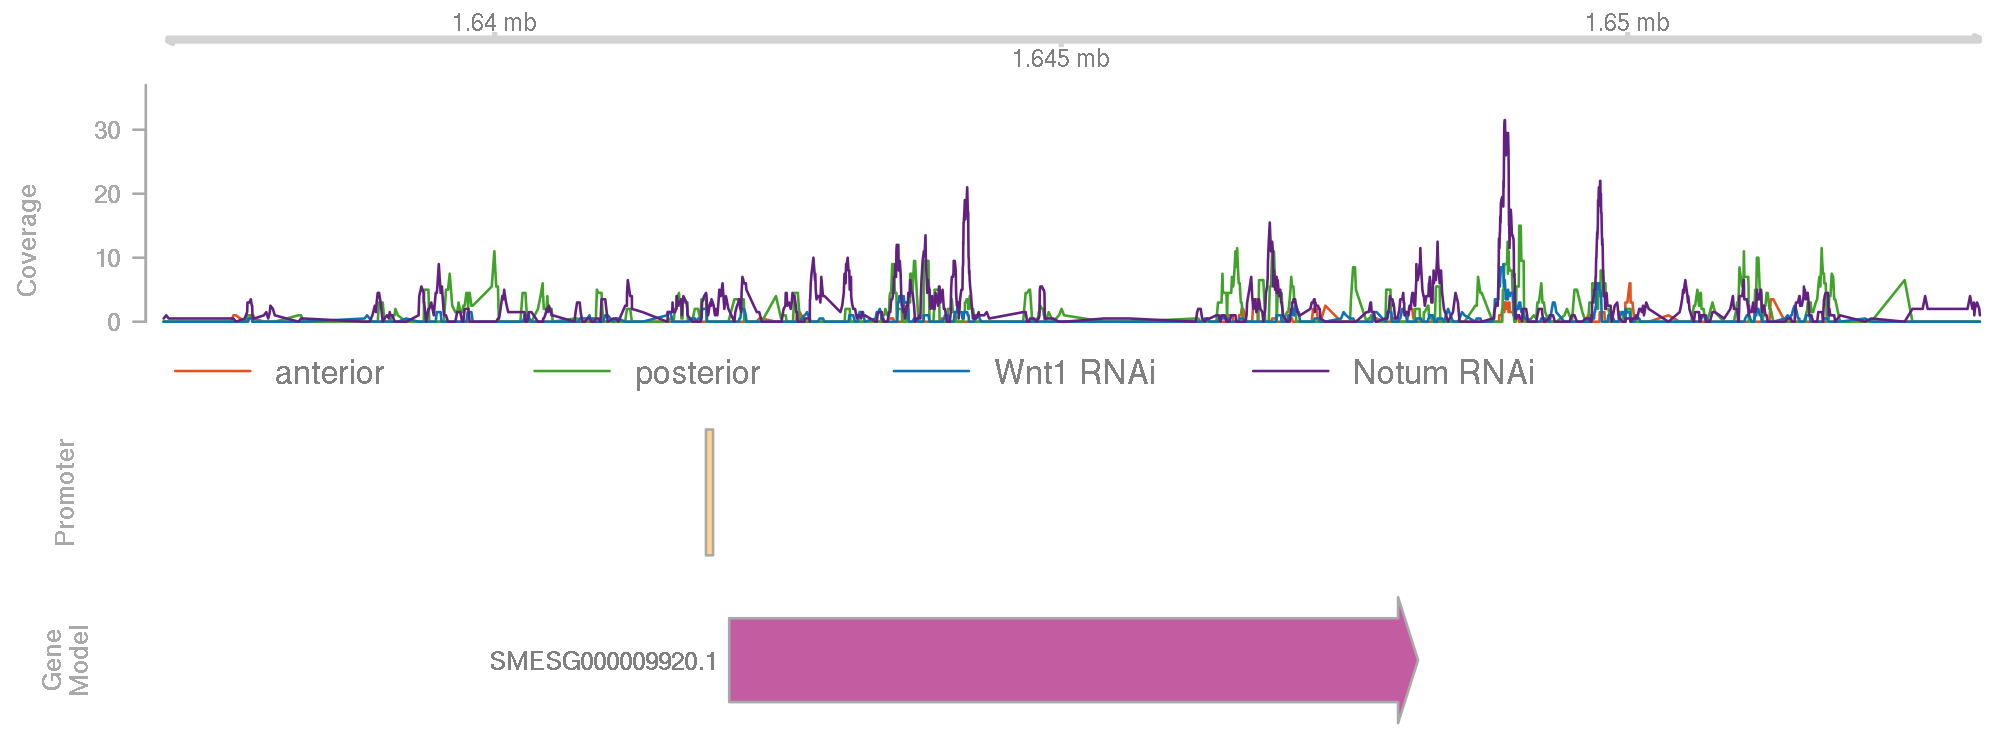 1.64 mb
1.65 mb
1.645 mb
Coverage
30
20
10
0
anterior
posterior
Wnt1 RNAi
Notum RNAi
Promoter
Gene
Model
SMESG000009920.1